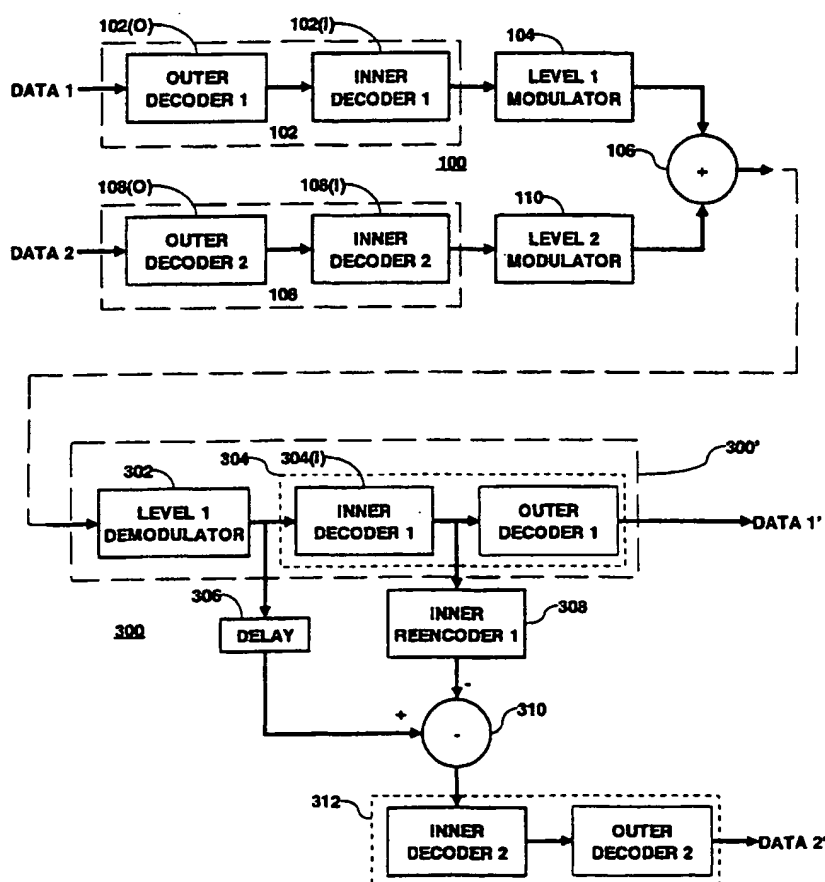 102(O)
102(I)
104
DATA 1
OUTER
DECODER 1
INNER
DECODER 1
LEVEL 1
MODULATOR
102
100
106
+
108(O)
108(I)
110
DATA 2
OUTER
DECODER 2
INNER
DECODER 2
LEVEL 2
MODULATOR
108
302
304
304(I)
300'
LEVEL 1
DEMODULATOR
INNER
DECODER 1
OUTER
DECODER 1
DATA 1'
306
300
DELAY
INNER
REENCODER 1
308
-
+
-
310
312
INNER
DECODER 2
OUTER
DECODER 2
DATA 2'